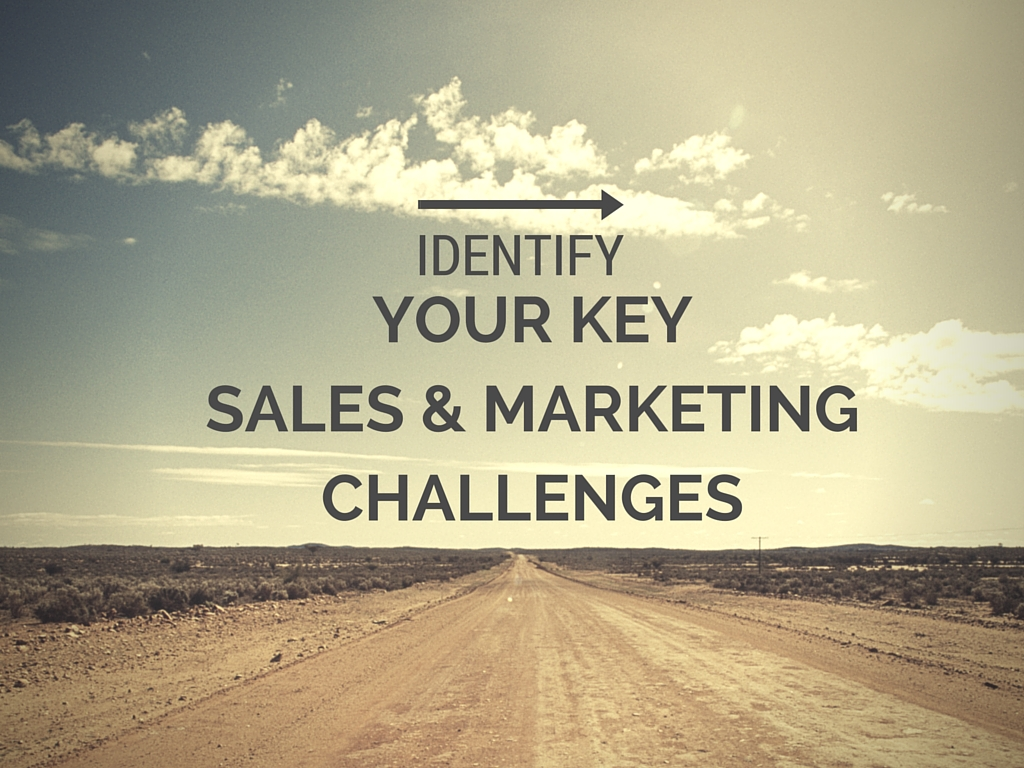 IDENTIFY
YOUR KEY
SALES & MARKETING
CHALLENGES